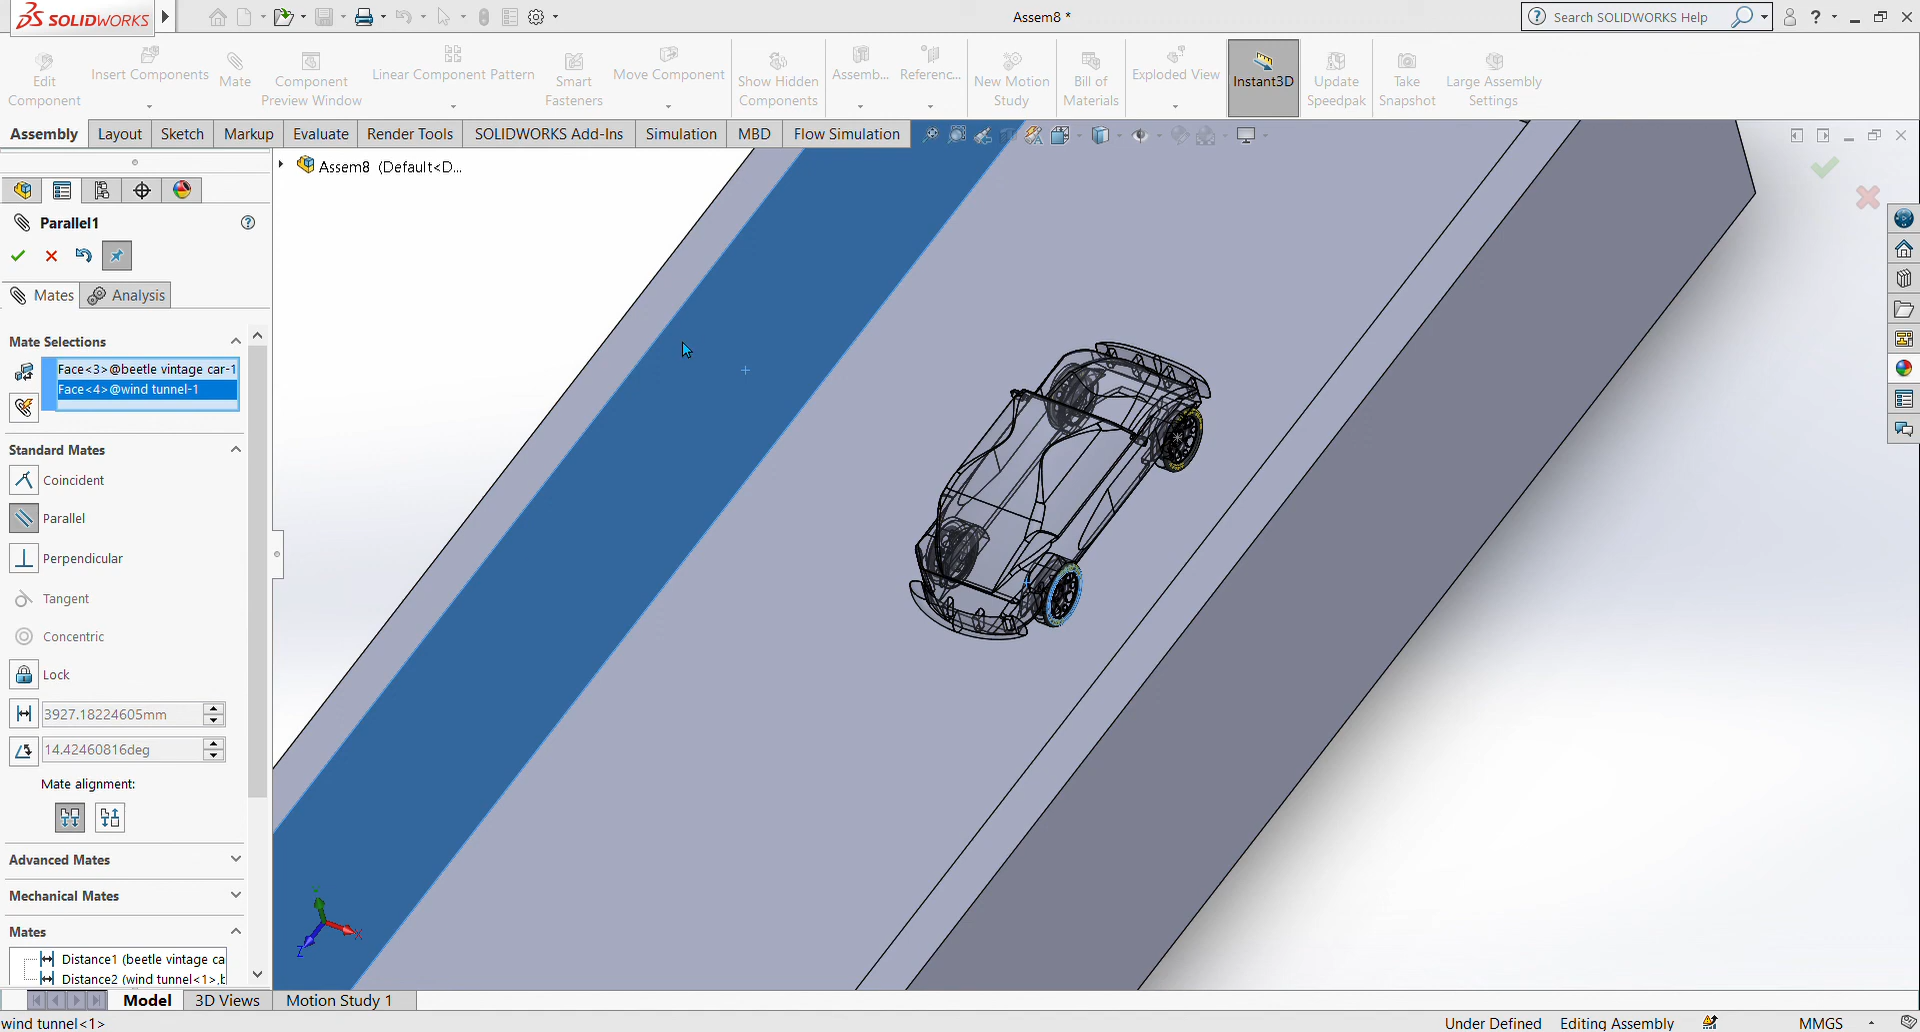 SOLIDWORKS
Assem8 *
Search SOLIDWORKS Help
?
Edit Component
Insert Components
Mate
Component Preview Window
Linear Component Pattern
Smart Fasteners
Move Component
Show Hidden Components
Assemb...
Referenc...
New Motion Study
Bill of Materials
Exploded View
Instant3D
Update Speedpak
Take Snapshot
Large Assembly Settings
Assembly
Layout
Sketch
Markup
Evaluate
Render Tools
SOLIDWORKS Add-Ins
Simulation
MBD
Flow Simulation
Assem8 (Default<D...
Parallel1
Mates
Analysis
Mate Selections
Face<3>@beetle vintage car-1
Face<4>@wind tunnel-1
Standard Mates
Coincident
Parallel
Perpendicular
Tangent
Concentric
Lock
3927.18224605mm
14.42460816deg
Mate alignment:
Advanced Mates
Mechanical Mates
Mates
Distance1 (beetle vintage ca
Distance2 (wind tunnel<1>,b
Y
X
Z
Model
3D Views
Motion Study 1
wind tunnel<1>
Under Defined
Editing Assembly
MMGS